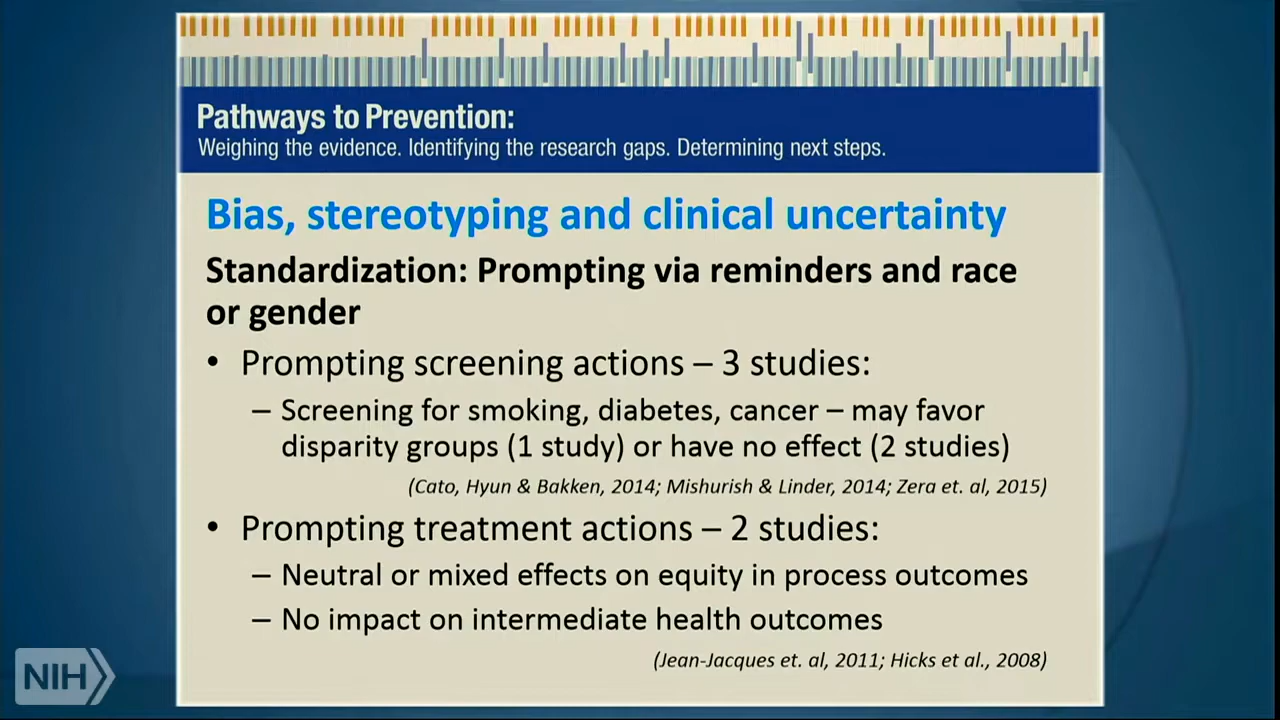 Pathways to Prevention:
Weighing the evidence. Identifying the research gaps. Determining next steps.
Bias, stereotyping and clinical uncertainty
Standardization: Prompting via reminders and race
or gender
• Prompting screening actions – 3 studies:
– Screening for smoking, diabetes, cancer – may favor
disparity groups (1 study) or have no effect (2 studies)
(Cato, Hyun & Bakken, 2014; Mishurish & Linder, 2014; Zera et. al, 2015)
• Prompting treatment actions – 2 studies:
– Neutral or mixed effects on equity in process outcomes
– No impact on intermediate health outcomes
(Jean-Jacques et. al, 2011; Hicks et al., 2008)
NIH